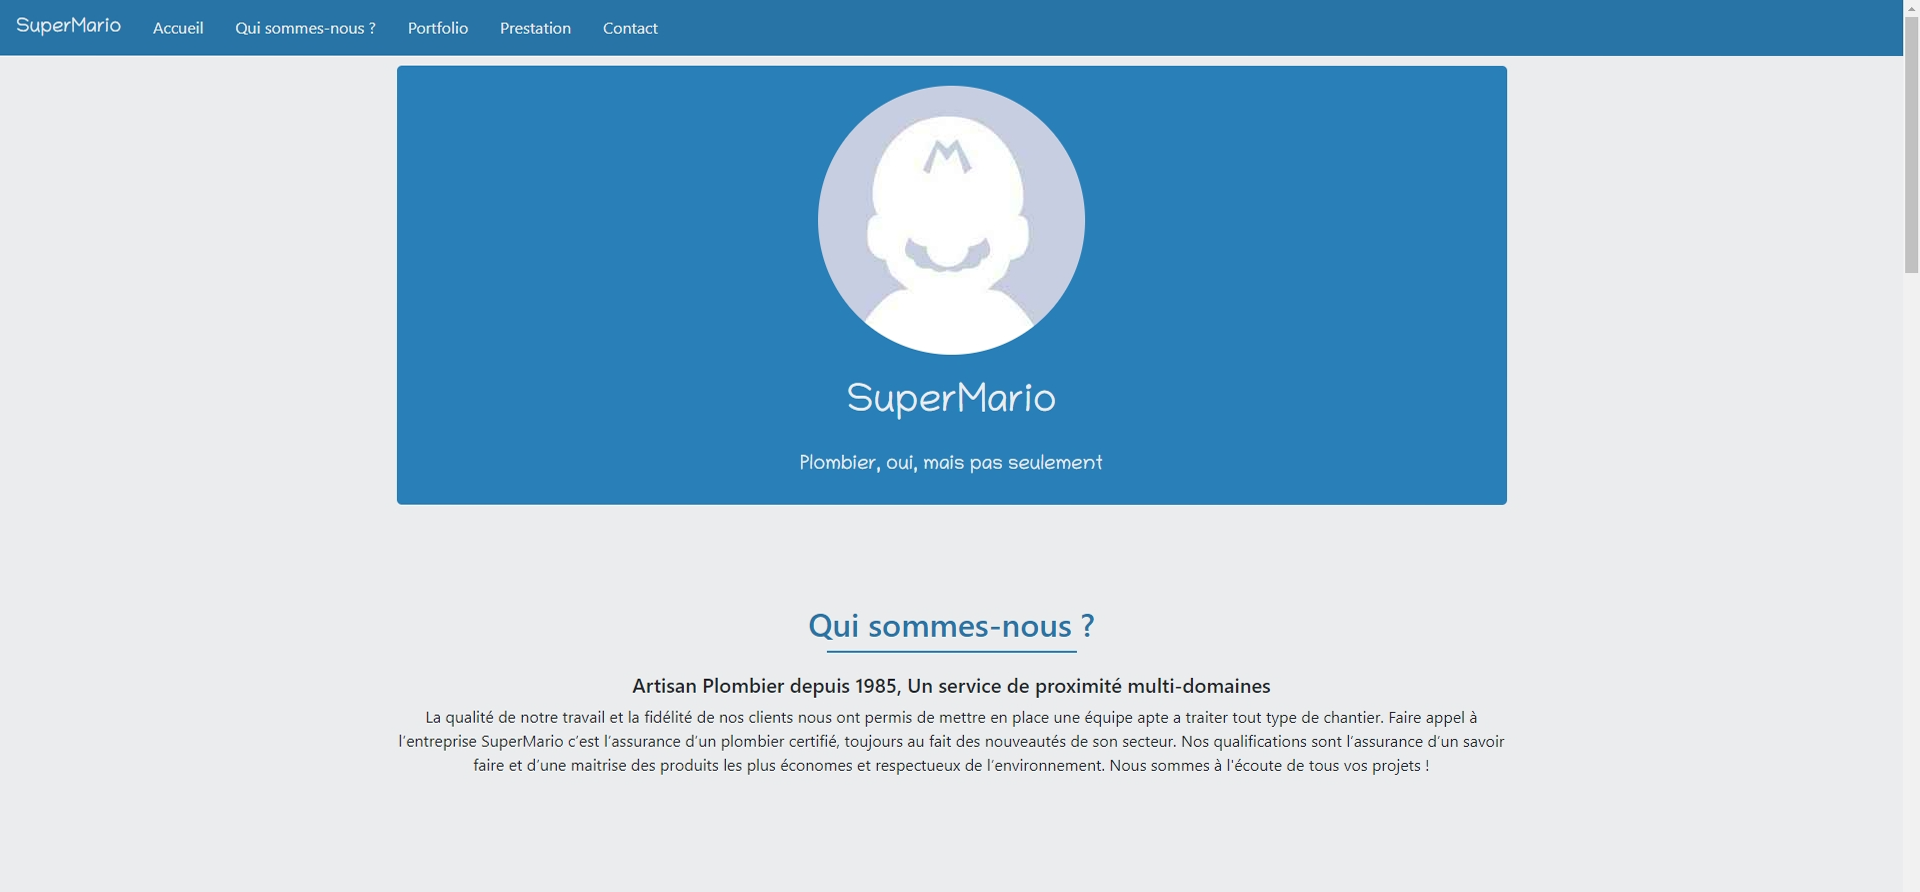 SuperMario Accueil Qui sommes-nous ? Portfolio Prestation Contact
M
SuperMario
Plombier, oui, mais pas seulement
Qui sommes-nous ?
Artisan Plombier depuis 1985, Un service de proximité multi-domaines
La qualité de notre travail et la fidélité de nos clients nous ont permis de mettre en place une équipe apte a traiter tout type de chantier. Faire appel à
l’entreprise SuperMario c’est l’assurance d’un plombier certifié, toujours au fait des nouveautés de son secteur. Nos qualifications sont l’assurance d’un savoir
faire et d’une maitrise des produits les plus économes et respectueux de l’environnement. Nous sommes à l'écoute de tous vos projets !